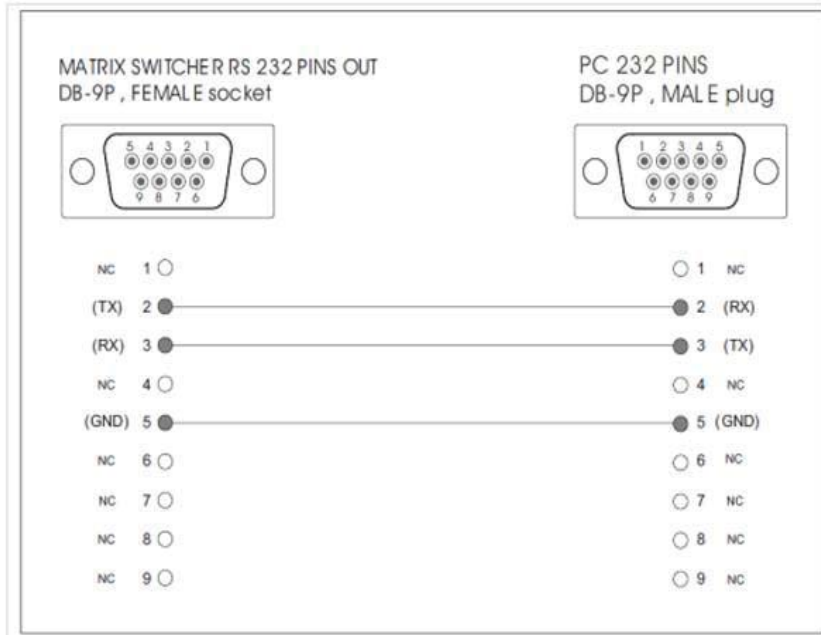 MATRIX SWITCHER RS 232 PINS OUT
DB-9P , FEMALE socket
PC 232 PINS
DB-9P , MALE plug
5 4 3 2 1
9 8 7 6
1 2 3 4 5
6 7 8 9
NC 1 1 NC
(TX) 2 2 (RX)
(RX) 3 3 (TX)
NC 4 4 NC
(GND) 5 5 (GND)
NC 6 6 NC
NC 7 7 NC
NC 8 8 NC
NC 9 9 NC